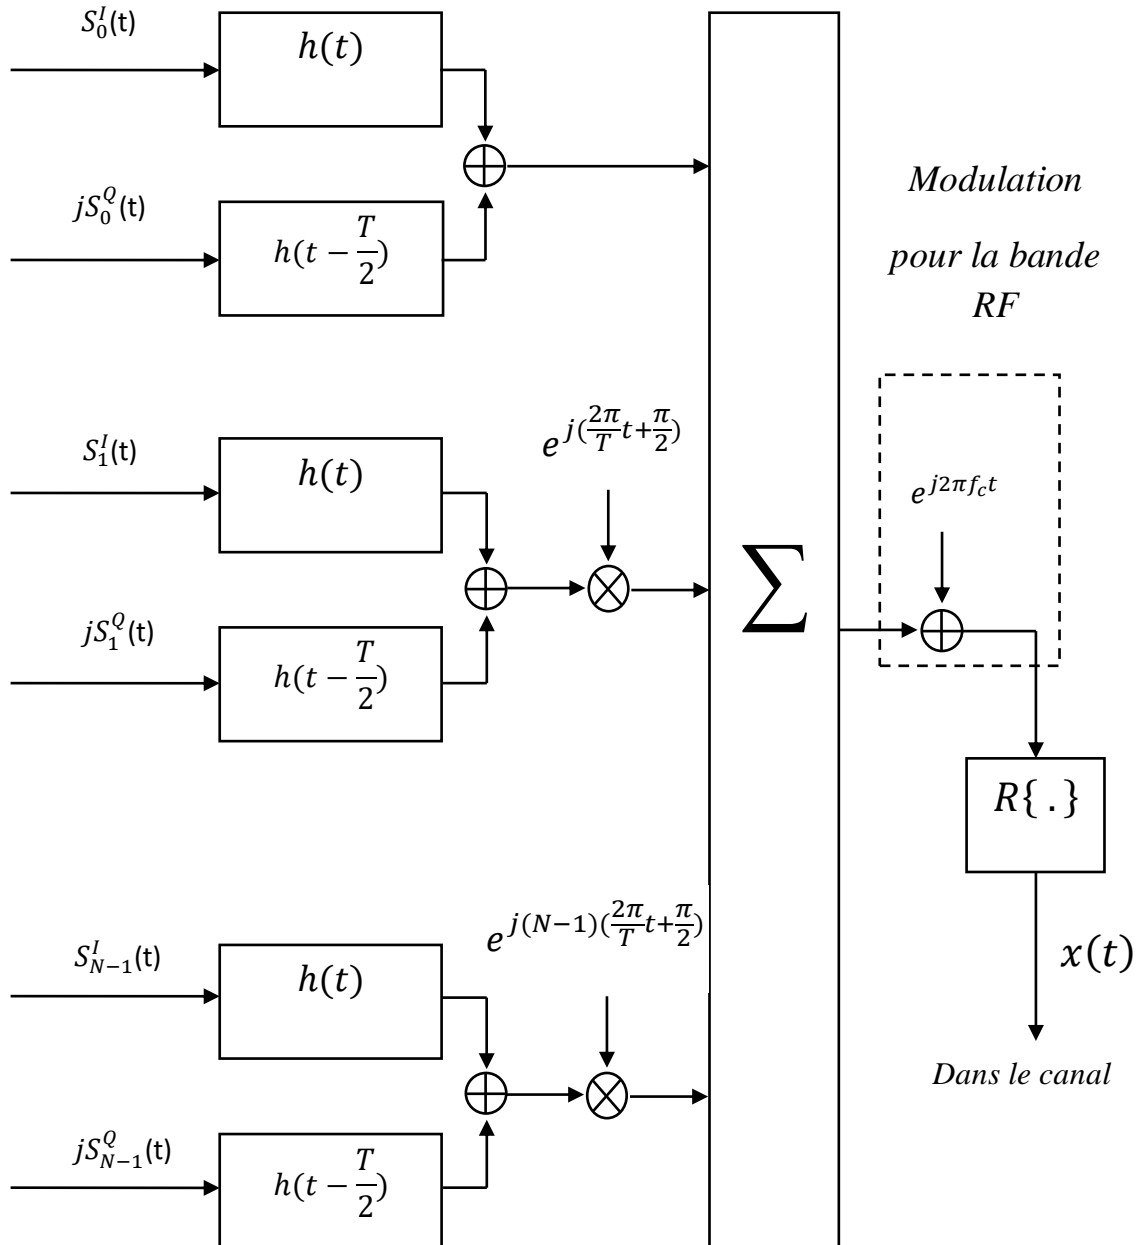 S_0^I(t)
h(t)
jS_0^Q(t)
h(t − T/2)
Modulation
pour la bande
RF
S_1^I(t)
h(t)
e^{j(2π/T t+π/2)}
jS_1^Q(t)
h(t − T/2)
∑
e^{j2πf_c t}
R{ . }
S_{N−1}^I(t)
h(t)
e^{j(N−1)(2π/T t+π/2)}
jS_{N−1}^Q(t)
h(t − T/2)
x(t)
Dans le canal